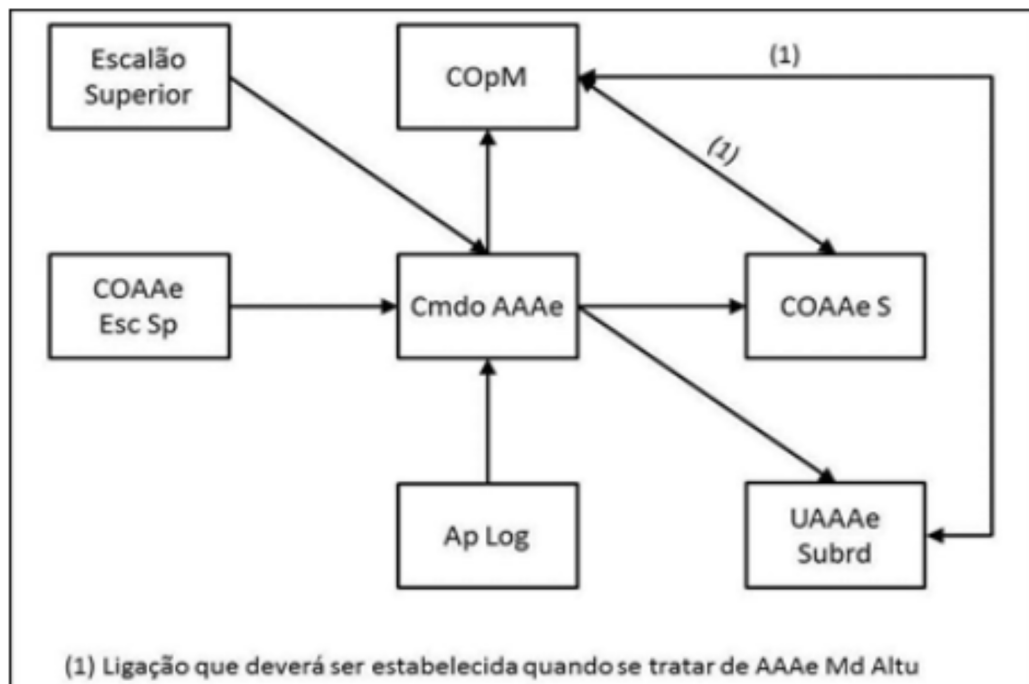 Escalão
Superior
COpM
(1)
(1)
COAAe
Esc Sp
Cmdo AAAe
COAAe S
Ap Log
UAAAe
Subrd
(1) Ligação que deverá ser estabelecida quando se tratar de AAAe Md Altu